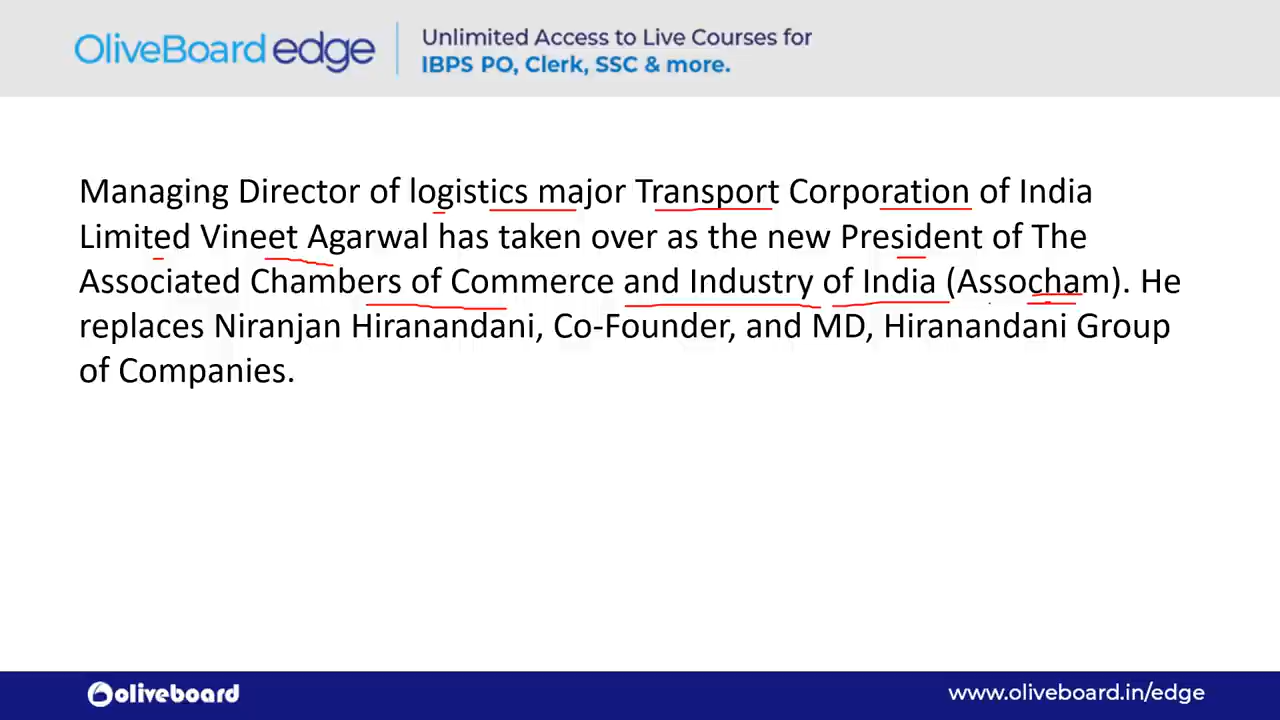 OliveBoard edge
Unlimited Access to Live Courses for
IBPS PO, Clerk, SSC & more.
Managing Director of logistics major Transport Corporation of India
Limited Vineet Agarwal has taken over as the new President of The
Associated Chambers of Commerce and Industry of India (Assocham). He
replaces Niranjan Hiranandani, Co-Founder, and MD, Hiranandani Group
of Companies.
oliveboard
www.oliveboard.in/edge